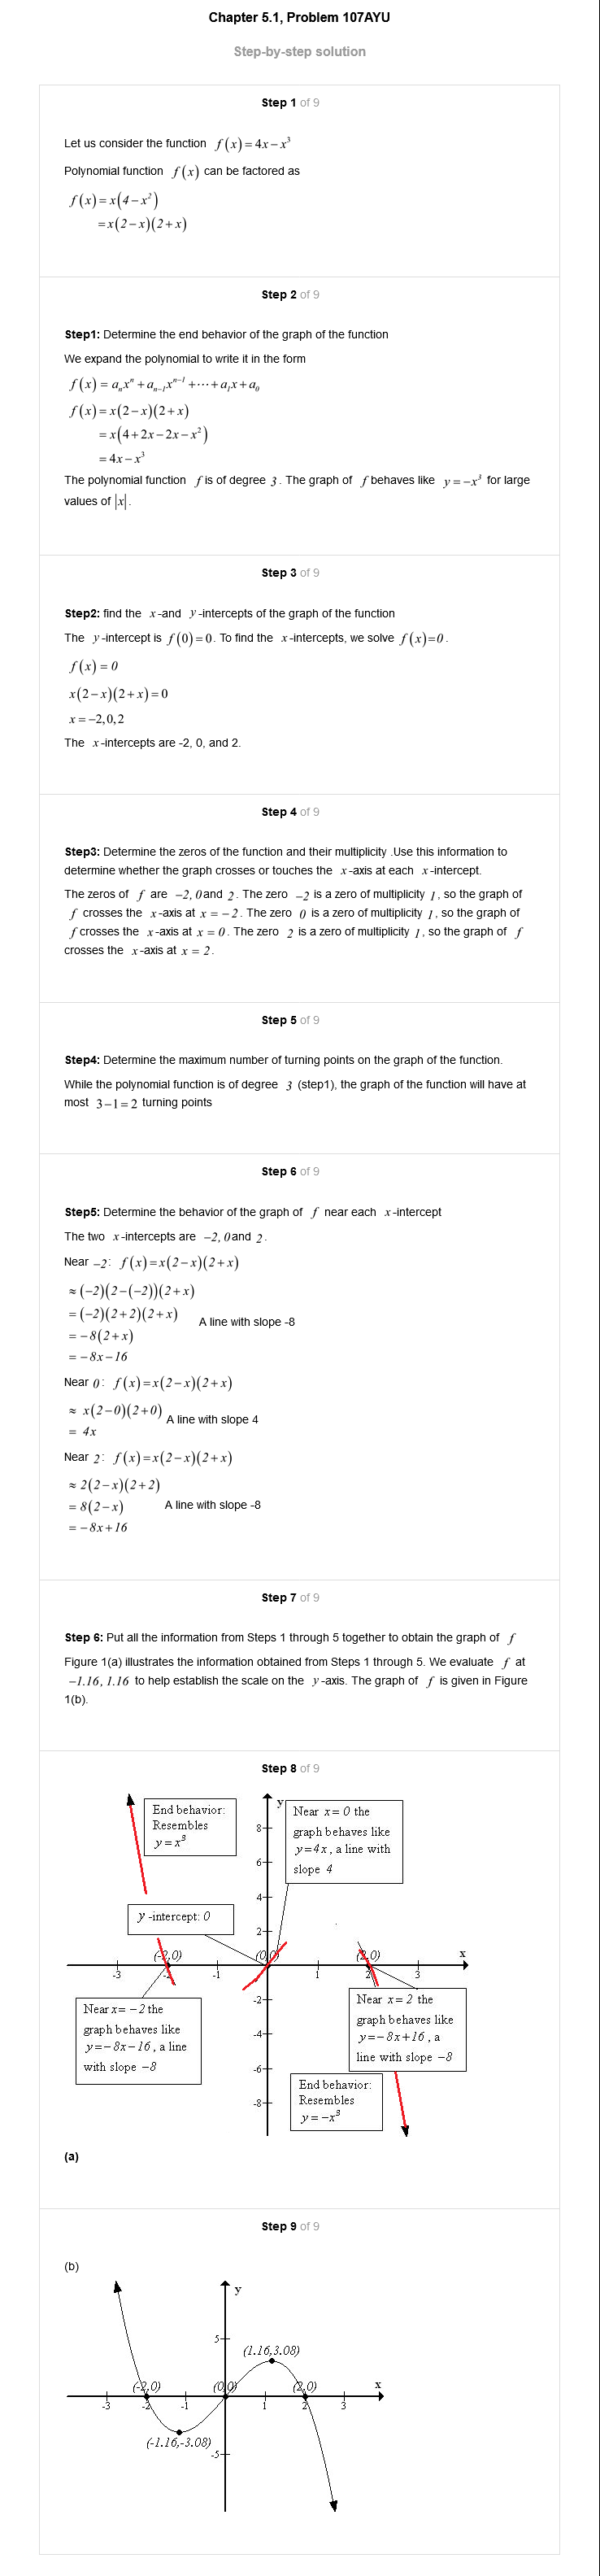 Chapter 5.1, Problem 107AYU
Step-by-step solution
Step 1 of 9
Let us consider the function f(x)=4x−x³
Polynomial function f(x) can be factored as
f(x)=x(4−x²)
=x(2−x)(2+x)
Step 2 of 9
Step1: Determine the end behavior of the graph of the function
We expand the polynomial to write it in the form
f(x)=aₙxⁿ+aₙ₋₁xⁿ⁻¹+⋯+a₁x+a₀
f(x)=x(2−x)(2+x)
=x(4+2x−2x−x²)
=4x−x³
The polynomial function f is of degree 3. The graph of f behaves like y=−x³ for large
values of |x|.
Step 3 of 9
Step2: find the x-and y-intercepts of the graph of the function
The y-intercept is f(0)=0. To find the x-intercepts, we solve f(x)=0.
f(x)=0
x(2−x)(2+x)=0
x=−2,0,2
The x-intercepts are -2, 0, and 2.
Step 4 of 9
Step3: Determine the zeros of the function and their multiplicity .Use this information to
determine whether the graph crosses or touches the x-axis at each x-intercept.
The zeros of f are −2, 0 and 2. The zero −2 is a zero of multiplicity 1, so the graph of
f crosses the x-axis at x = −2. The zero 0 is a zero of multiplicity 1, so the graph of
f crosses the x-axis at x = 0. The zero 2 is a zero of multiplicity 1, so the graph of f
crosses the x-axis at x = 2.
Step 5 of 9
Step4: Determine the maximum number of turning points on the graph of the function.
While the polynomial function is of degree 3 (step1), the graph of the function will have at
most 3−1=2 turning points
Step 6 of 9
Step5: Determine the behavior of the graph of f near each x-intercept
The two x-intercepts are −2, 0 and 2.
Near −2: f(x)=x(2−x)(2+x)
≈(−2)(2−(−2))(2+x)
=(−2)(2+2)(2+x) A line with slope -8
=−8(2+x)
=−8x−16
Near 0: f(x)=x(2−x)(2+x)
≈ x(2−0)(2+0) A line with slope 4
= 4x
Near 2: f(x)=x(2−x)(2+x)
≈2(2−x)(2+2)
=8(2−x) A line with slope -8
=−8x+16
Step 7 of 9
Step 6: Put all the information from Steps 1 through 5 together to obtain the graph of f
Figure 1(a) illustrates the information obtained from Steps 1 through 5. We evaluate f at
−1.16, 1.16 to help establish the scale on the y-axis. The graph of f is given in Figure
1(b).
Step 8 of 9
End behavior:
Resembles
y=x³
y
Near x=0 the
graph behaves like
y=4x, a line with
slope 4
8
6
4
2
y-intercept: 0
(-2,0) (0,0) (2,0) x
-3 -2 -1 1 2 3
-2
-4
-6
-8
Near x=−2 the
graph behaves like
y=−8x−16, a line
with slope −8
Near x=2 the
graph behaves like
y=−8x+16, a
line with slope −8
End behavior:
Resembles
y=−x³
(a)
Step 9 of 9
(b)
y
5
(1.16,3.08)
(-2,0) (0,0) (2,0) x
-3 -2 -1 1 2 3
(-1.16,-3.08)
-5